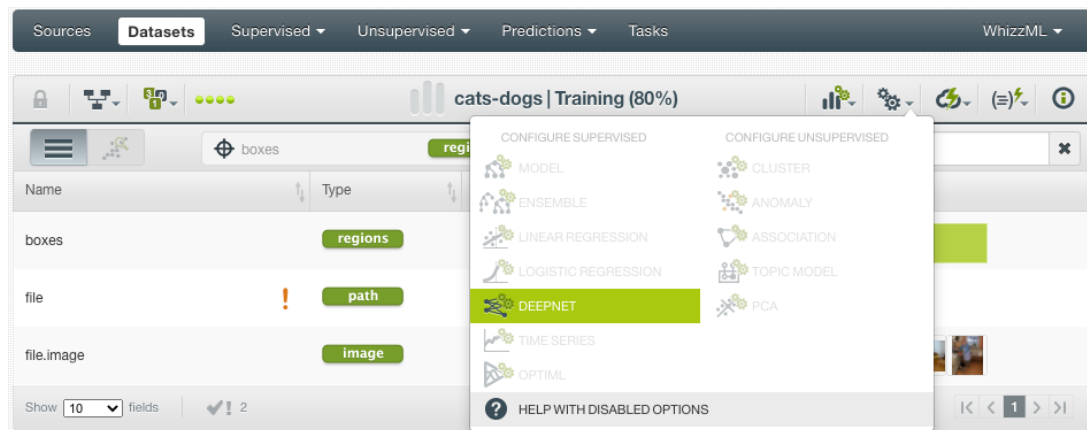 Sources Datasets Supervised Unsupervised Predictions Tasks WhizzML
cats-dogs | Training (80%)
boxes
Name Type
boxes regions
file path
file.image image
Show 10 fields 2
1
CONFIGURE SUPERVISED CONFIGURE UNSUPERVISED
MODEL CLUSTER
ENSEMBLE ANOMALY
LINEAR REGRESSION ASSOCIATION
LOGISTIC REGRESSION TOPIC MODEL
DEEPNET PCA
TIME SERIES
OPTIML
HELP WITH DISABLED OPTIONS